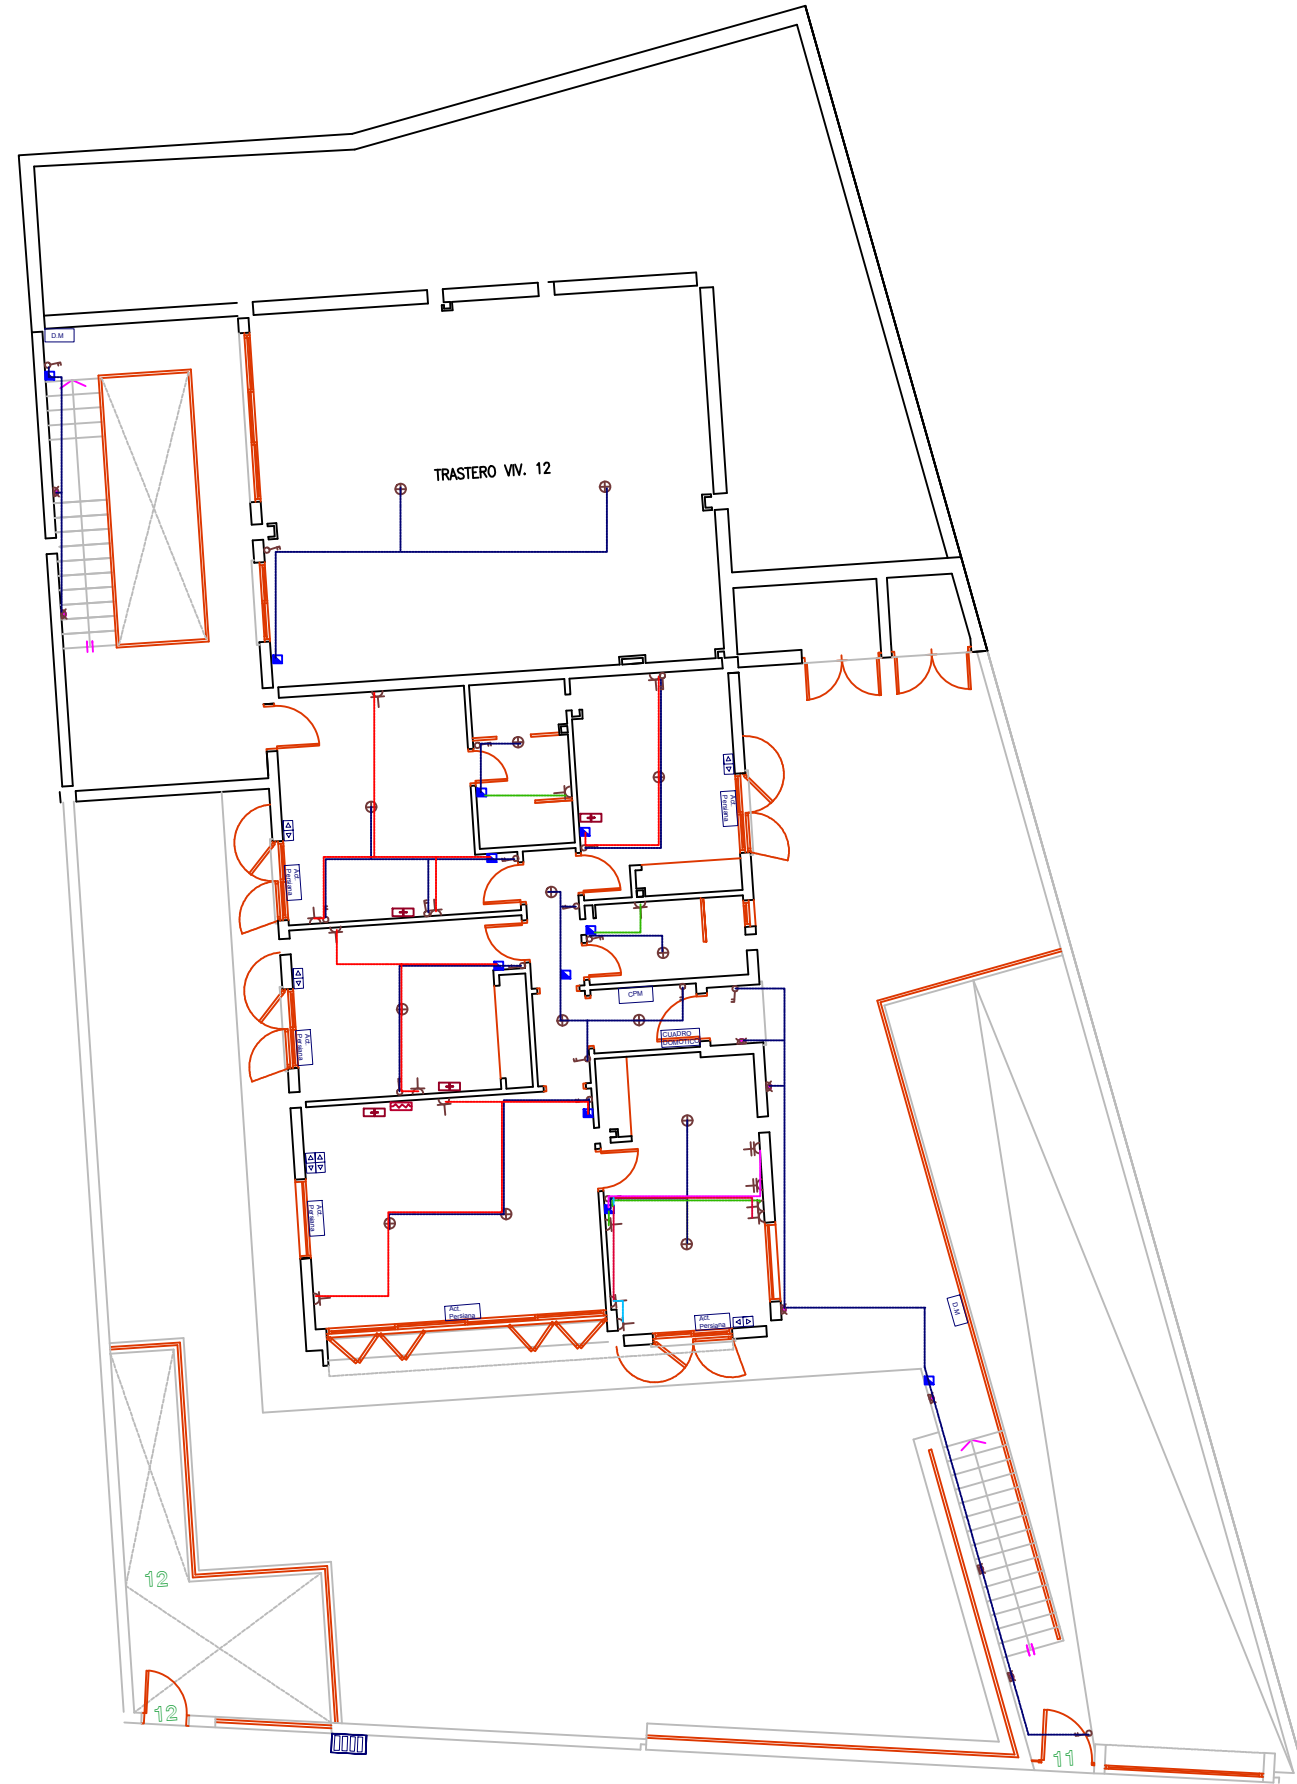 D.M
TRASTERO VIV. 12
Act.
Persiana
Act.
Persiana
CPM
CUADRO
DOMOTICO
Act.
Persiana
Act.
Persiana
Act.
Persiana
Act.
Persiana
D.M
12
12
11